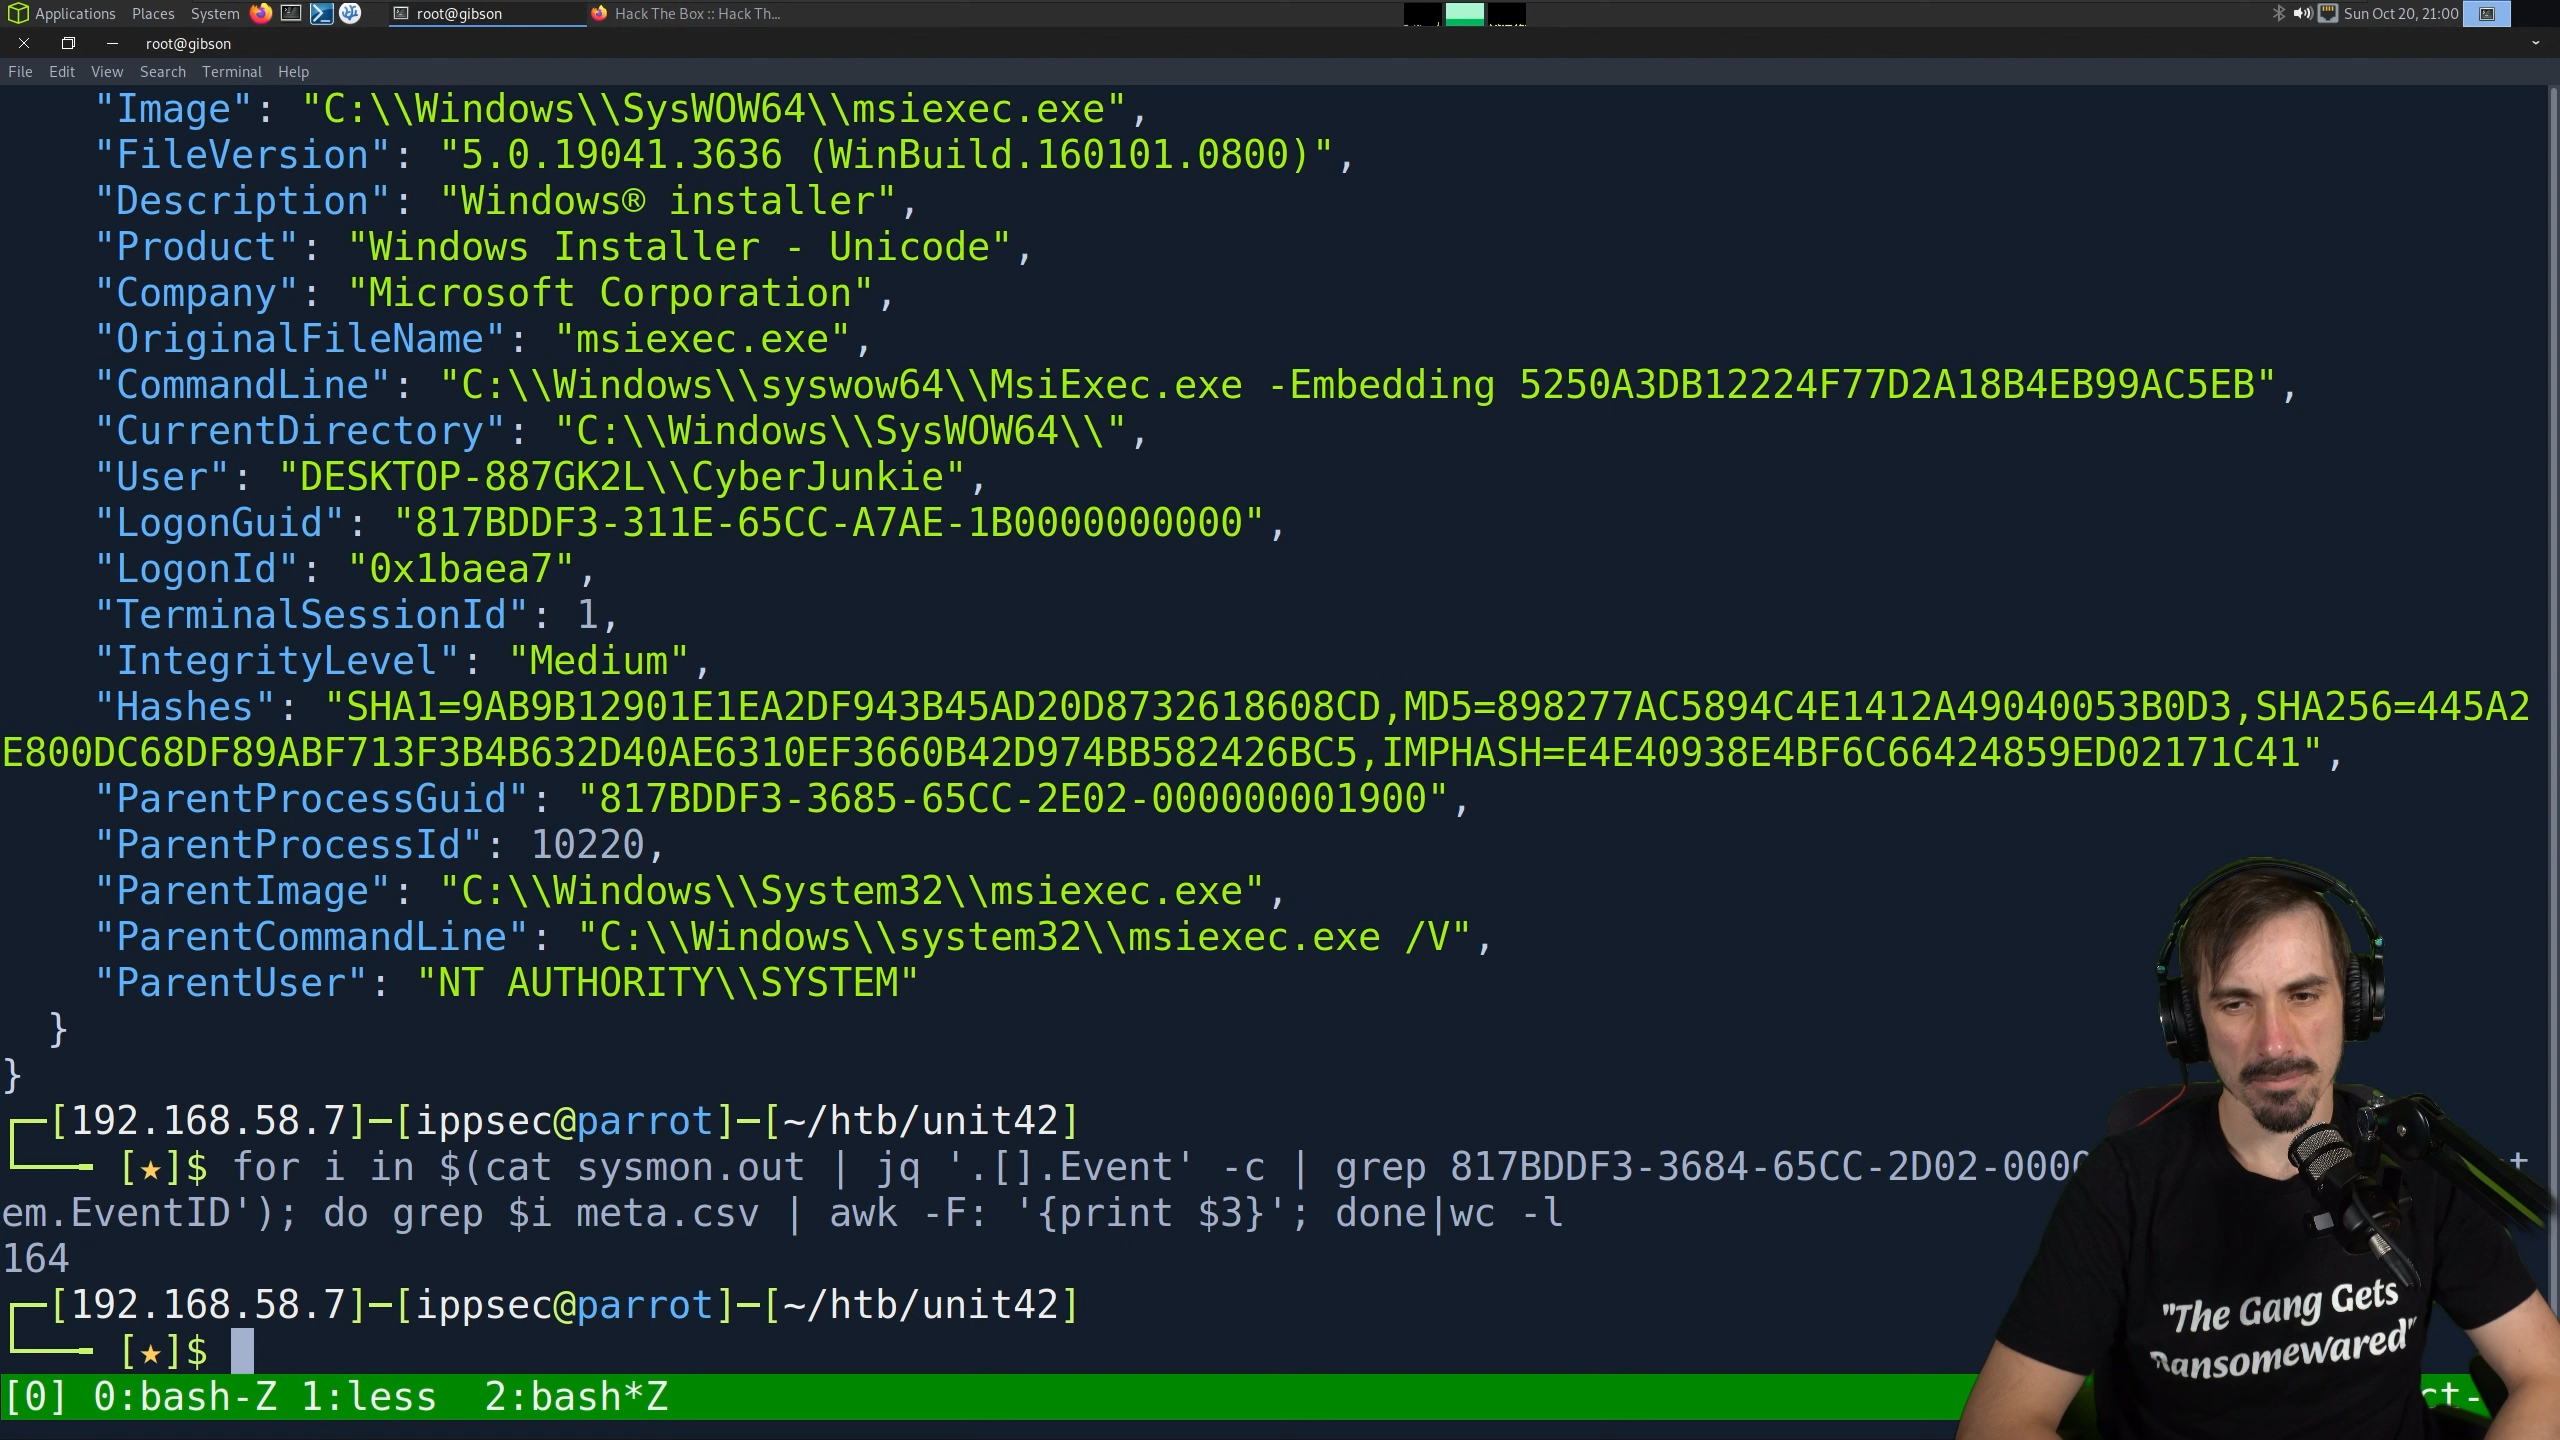 Applications Places System root@gibson Hack The Box :: Hack Th... Sun Oct 20, 21:00
root@gibson
File Edit View Search Terminal Help
"Image": "C:\\Windows\\SysWOW64\\msiexec.exe",
"FileVersion": "5.0.19041.3636 (WinBuild.160101.0800)",
"Description": "Windows® installer",
"Product": "Windows Installer - Unicode",
"Company": "Microsoft Corporation",
"OriginalFileName": "msiexec.exe",
"CommandLine": "C:\\Windows\\syswow64\\MsiExec.exe -Embedding 5250A3DB12224F77D2A18B4EB99AC5EB",
"CurrentDirectory": "C:\\Windows\\SysWOW64\\",
"User": "DESKTOP-887GK2L\\CyberJunkie",
"LogonGuid": "817BDDF3-311E-65CC-A7AE-1B0000000000",
"LogonId": "0x1baea7",
"TerminalSessionId": 1,
"IntegrityLevel": "Medium",
"Hashes": "SHA1=9AB9B12901E1EA2DF943B45AD20D8732618608CD,MD5=898277AC5894C4E1412A49040053B0D3,SHA256=445A2
E800DC68DF89ABF713F3B4B632D40AE6310EF3660B42D974BB582426BC5,IMPHASH=E4E40938E4BF6C66424859ED02171C41",
"ParentProcessGuid": "817BDDF3-3685-65CC-2E02-000000001900",
"ParentProcessId": 10220,
"ParentImage": "C:\\Windows\\System32\\msiexec.exe",
"ParentCommandLine": "C:\\Windows\\system32\\msiexec.exe /V",
"ParentUser": "NT AUTHORITY\\SYSTEM"
}
}
┌─[192.168.58.7]─[ippsec@parrot]─[~/htb/unit42]
└──╼ [★]$ for i in $(cat sysmon.out | jq '.[].Event' -c | grep 817BDDF3-3684-65CC-2D02-000
em.EventID'); do grep $i meta.csv | awk -F: '{print $3}'; done|wc -l
164
┌─[192.168.58.7]─[ippsec@parrot]─[~/htb/unit42]
└──╼ [★]$
[0] 0:bash-Z 1:less 2:bash*Z
"The Gang Gets
Ransomewared"